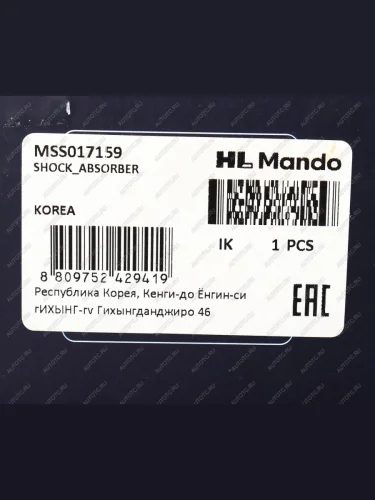 MSS017159
SHOCK_ABSORBER
HL Mando
KOREA
IK 1 PCS
8 809752 429419
Республика Корея, Кенги-до Ёнгин-си
гИХЫНГ-гv Гихынгданджиро 46
EAC